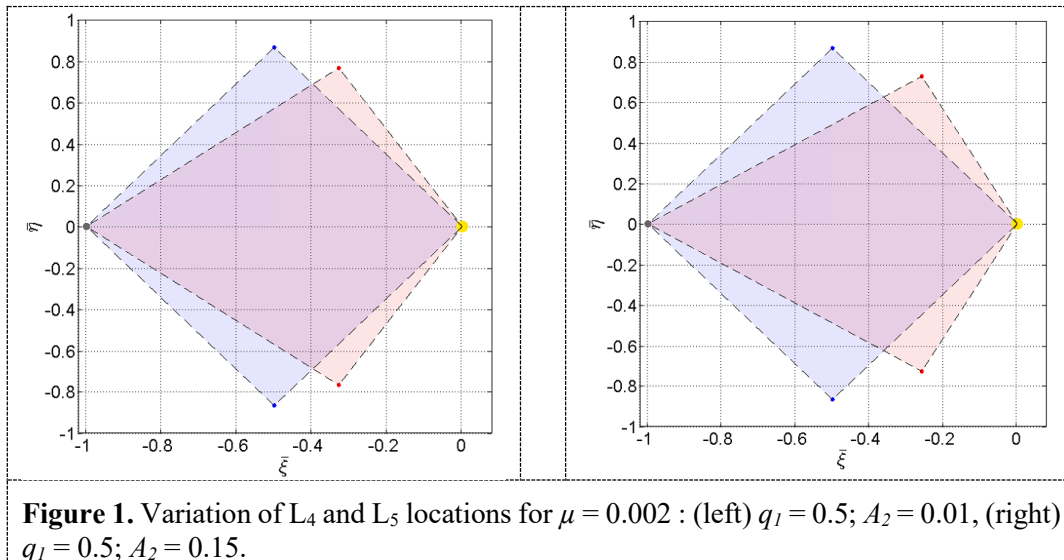 1
0.8
0.6
0.4
0.2
0
-0.2
-0.4
-0.6
-0.8
-1
η̄
-1 -0.8 -0.6 -0.4 -0.2 0
ξ̄
1
0.8
0.6
0.4
0.2
0
-0.2
-0.4
-0.6
-0.8
-1
η̄
-1 -0.8 -0.6 -0.4 -0.2 0
ξ̄
Figure 1. Variation of L₄ and L₅ locations for μ = 0.002 : (left) q₁ = 0.5; A₂ = 0.01, (right)
q₁ = 0.5; A₂ = 0.15.